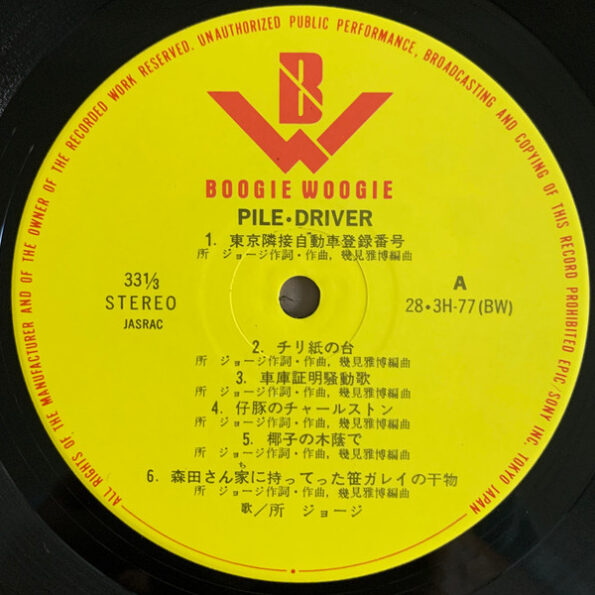 ALL RIGHTS OF THE MANUFACTURER AND OF THE OWNER OF THE RECORDED WORK RESERVED. UNAUTHORIZED PUBLIC PERFORMANCE, BROADCASTING AND COPYING OF THIS RECORD PROHIBITED EPIC/SONY INC. TOKYO JAPAN
B
W
BOOGIE WOOGIE
PILE・DRIVER
1. 東京隣接自動車登録番号
所 ジョージ作詞・作曲, 幾見雅博編曲
33 1/3
STEREO
JASRAC
A
28・3H-77(BW)
2. チリ紙の台
所 ジョージ作詞・作曲, 幾見雅博編曲
3. 車庫証明騒動歌
所 ジョージ作詞・作曲, 幾見雅博編曲
4. 仔豚のチャールストン
所 ジョージ作詞・作曲, 幾見雅博編曲
5. 椰子の木蔭で
所 ジョージ作詞・作曲, 幾見雅博編曲
ち
6. 森田さん家に持ってった笹ガレイの干物
所 ジョージ作詞・作曲, 幾見雅博編曲
歌/所 ジョージ